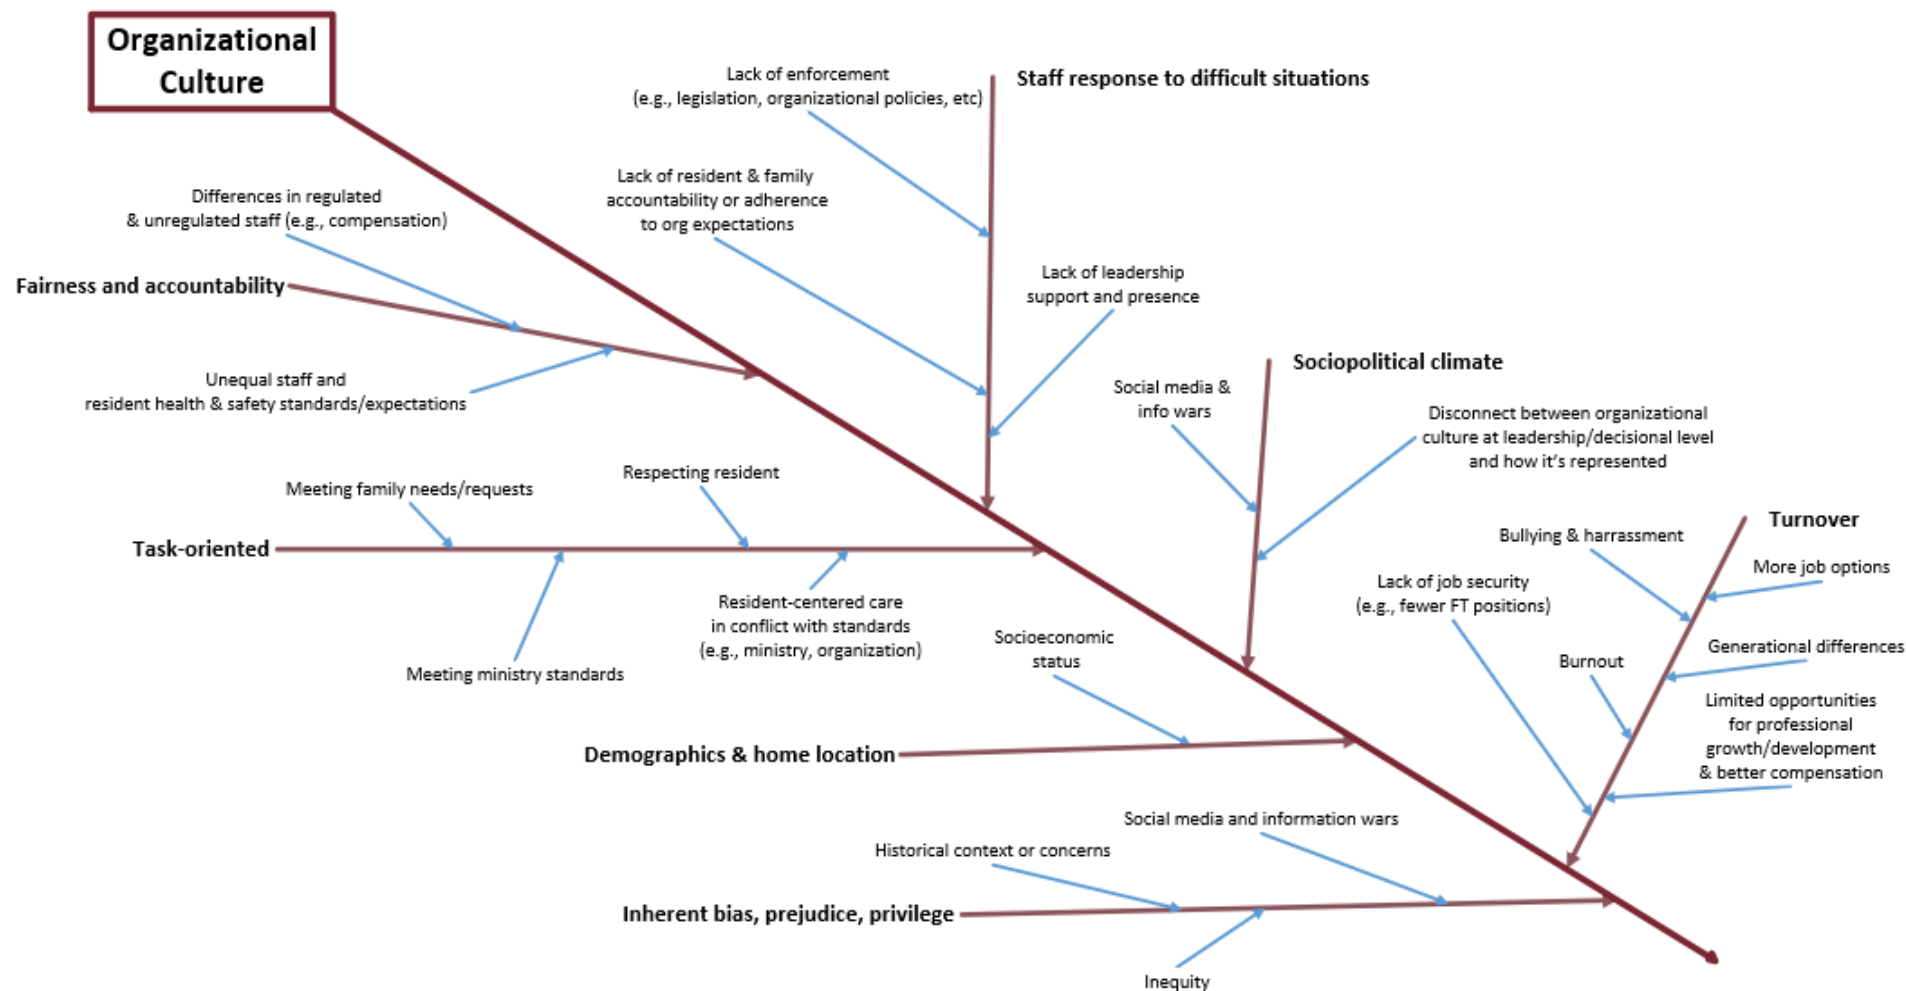 Organizational
Culture
Lack of enforcement
(e.g., legislation, organizational policies, etc)
Staff response to difficult situations
Lack of resident & family
accountability or adherence
to org expectations
Differences in regulated
& unregulated staff (e.g., compensation)
Lack of leadership
support and presence
Fairness and accountability
Unequal staff and
resident health & safety standards/expectations
Sociopolitical climate
Social media &
info wars
Disconnect between organizational
culture at leadership/decisional level
and how it's represented
Respecting resident
Meeting family needs/requests
Task-oriented
Resident-centered care
in conflict with standards
(e.g., ministry, organization)
Meeting ministry standards
Turnover
Bullying & harrassment
More job options
Lack of job security
(e.g., fewer FT positions)
Generational differences
Burnout
Limited opportunities
for professional
growth/development
& better compensation
Socioeconomic
status
Demographics & home location
Social media and information wars
Historical context or concerns
Inherent bias, prejudice, privilege
Inequity